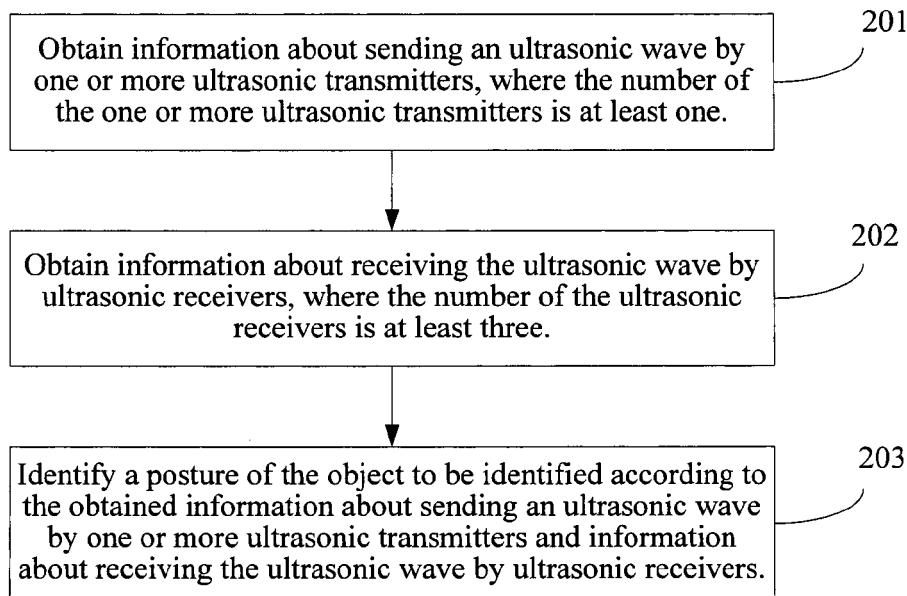 Obtain information about sending an ultrasonic wave by
one or more ultrasonic transmitters, where the number of
the one or more ultrasonic transmitters is at least one.
201
Obtain information about receiving the ultrasonic wave by
ultrasonic receivers, where the number of the ultrasonic
receivers is at least three.
202
Identify a posture of the object to be identified according to
the obtained information about sending an ultrasonic wave
by one or more ultrasonic transmitters and information
about receiving the ultrasonic wave by ultrasonic receivers.
203